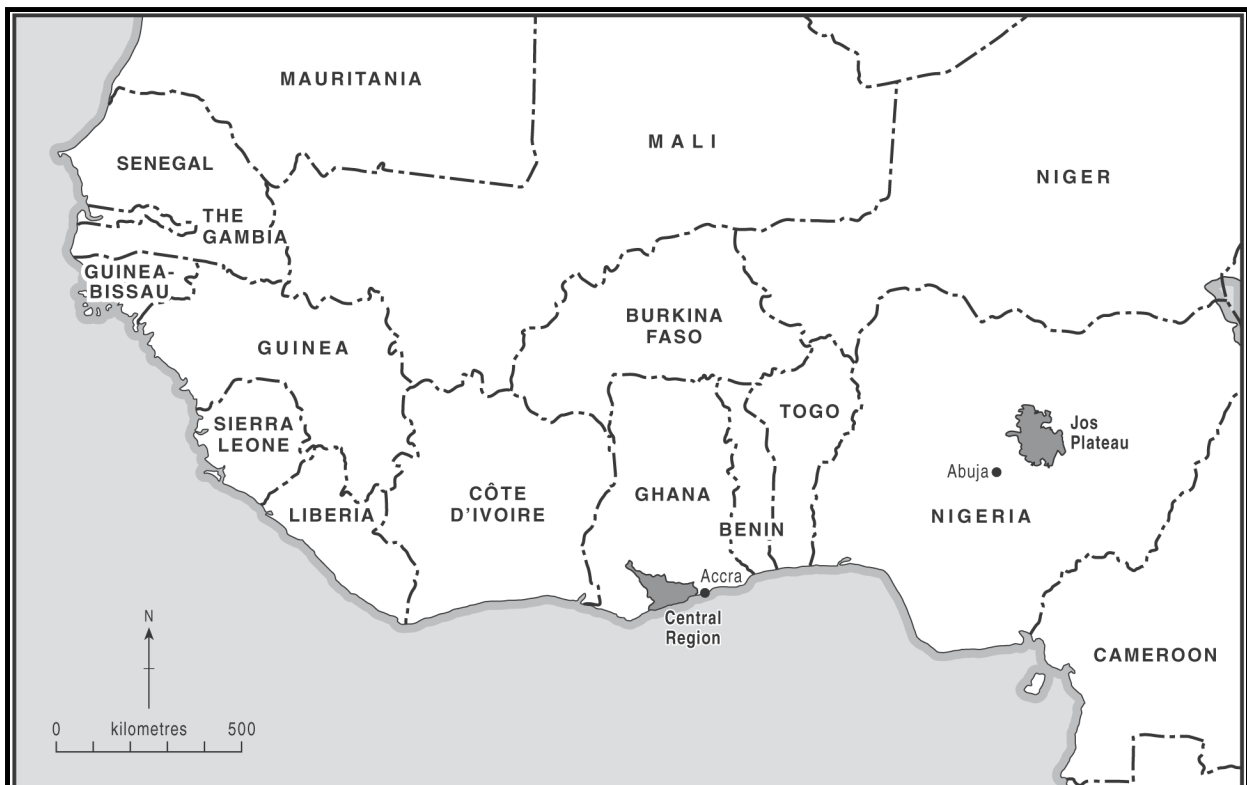 MAURITANIA
MALI
NIGER
SENEGAL
THE
GAMBIA
GUINEA-
BISSAU
GUINEA
BURKINA
FASO
SIERRA
LEONE
LIBERIA
CÔTE
D'IVOIRE
GHANA
TOGO
BENIN
Jos
Plateau
Abuja
NIGERIA
Accra
Central
Region
CAMEROON
N
0 kilometres 500